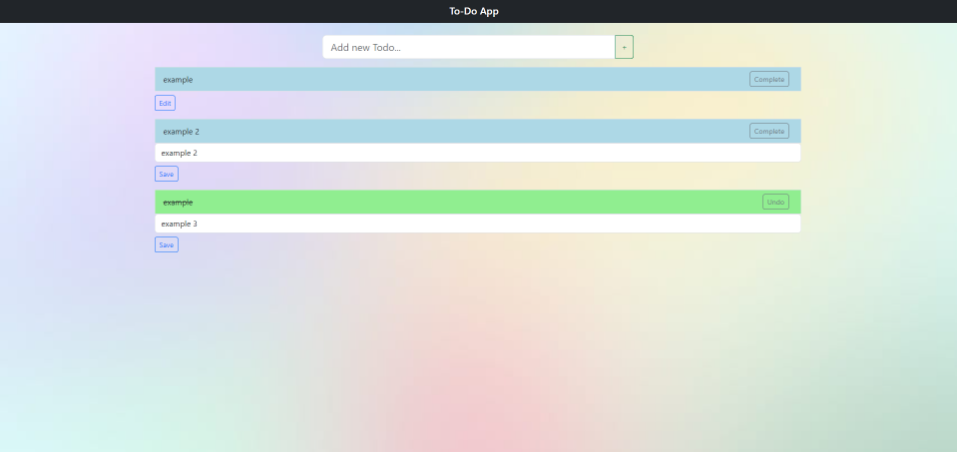 To-Do App
Add new Todo... +
example Complete
Edit
example 2 Complete
example 2
Save
example Undo
example 3
Save